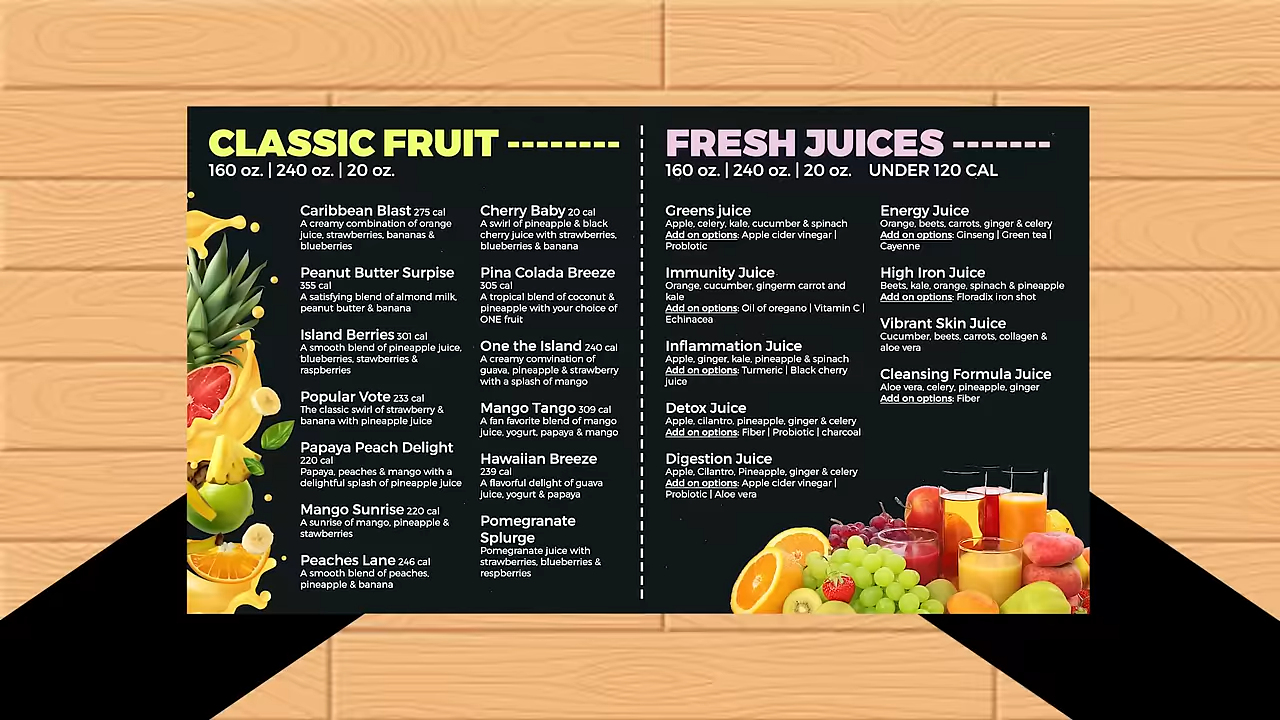 CLASSIC FRUIT --------
160 oz. | 240 oz. | 20 oz.
Caribbean Blast 275 cal
A creamy combination of orange
juice, strawberries, bananas &
blueberries
Peanut Butter Surpise
355 cal
A satisfying blend of almond milk,
peanut butter & banana
Island Berries 301 cal
A smooth blend of pineapple juice,
blueberries, stawberries &
raspberries
Popular Vote 233 cal
The classic swirl of strawberry &
banana with pineapple juice
Papaya Peach Delight
220 cal
Papaya, peaches & mango with a
delightful splash of pineapple juice
Mango Sunrise 220 cal
A sunrise of mango, pineapple &
stawberries
Peaches Lane 246 cal
A smooth blend of peaches,
pineapple & banana
Cherry Baby 20 cal
A swirl of pineapple & black
cherry juice with strawberries,
blueberries & banana
Pina Colada Breeze
305 cal
A tropical blend of coconut &
pineapple with your choice of
ONE fruit
One the Island 240 cal
A creamy comvination of
guava, pineapple & strawberry
with a splash of mango
Mango Tango 309 cal
A fan favorite blend of mango
juice, yogurt, papaya & mango
Hawaiian Breeze
239 cal
A flavorful delight of guava
juice, yogurt & papaya
Pomegranate
Splurge
Pomegranate juice with
strawberries, blueberries &
respberries
FRESH JUICES -------
160 oz. | 240 oz. | 20 oz. UNDER 120 CAL
Greens juice
Apple, celery, kale, cucumber & spinach
Add on options: Apple cider vinegar |
Problotic
Immunity Juice
Orange, cucumber, gingerm carrot and
kale
Add on options: Oil of oregano | Vitamin C |
Echinacea
Inflammation Juice
Apple, ginger, kale, pineapple & spinach
Add on options: Turmeric | Black cherry
juice
Detox Juice
Apple, cilantro, pineapple, ginger & celery
Add on options: Fiber | Probiotic | charcoal
Digestion Juice
Apple, Cilantro, Pineapple, ginger & celery
Add on options: Apple cider vinegar |
Probiotic | Aloe vera
Energy Juice
Orange, beets, carrots, ginger & celery
Add on options: Ginseng | Green tea |
Cayenne
High Iron Juice
Beets, kale, orange, spinach & pineapple
Add on options: Floradix iron shot
Vibrant Skin Juice
Cucumber, beets, carrots, collagen &
aloe vera
Cleansing Formula Juice
Aloe vera, celery, pineapple, ginger
Add on options: Fiber